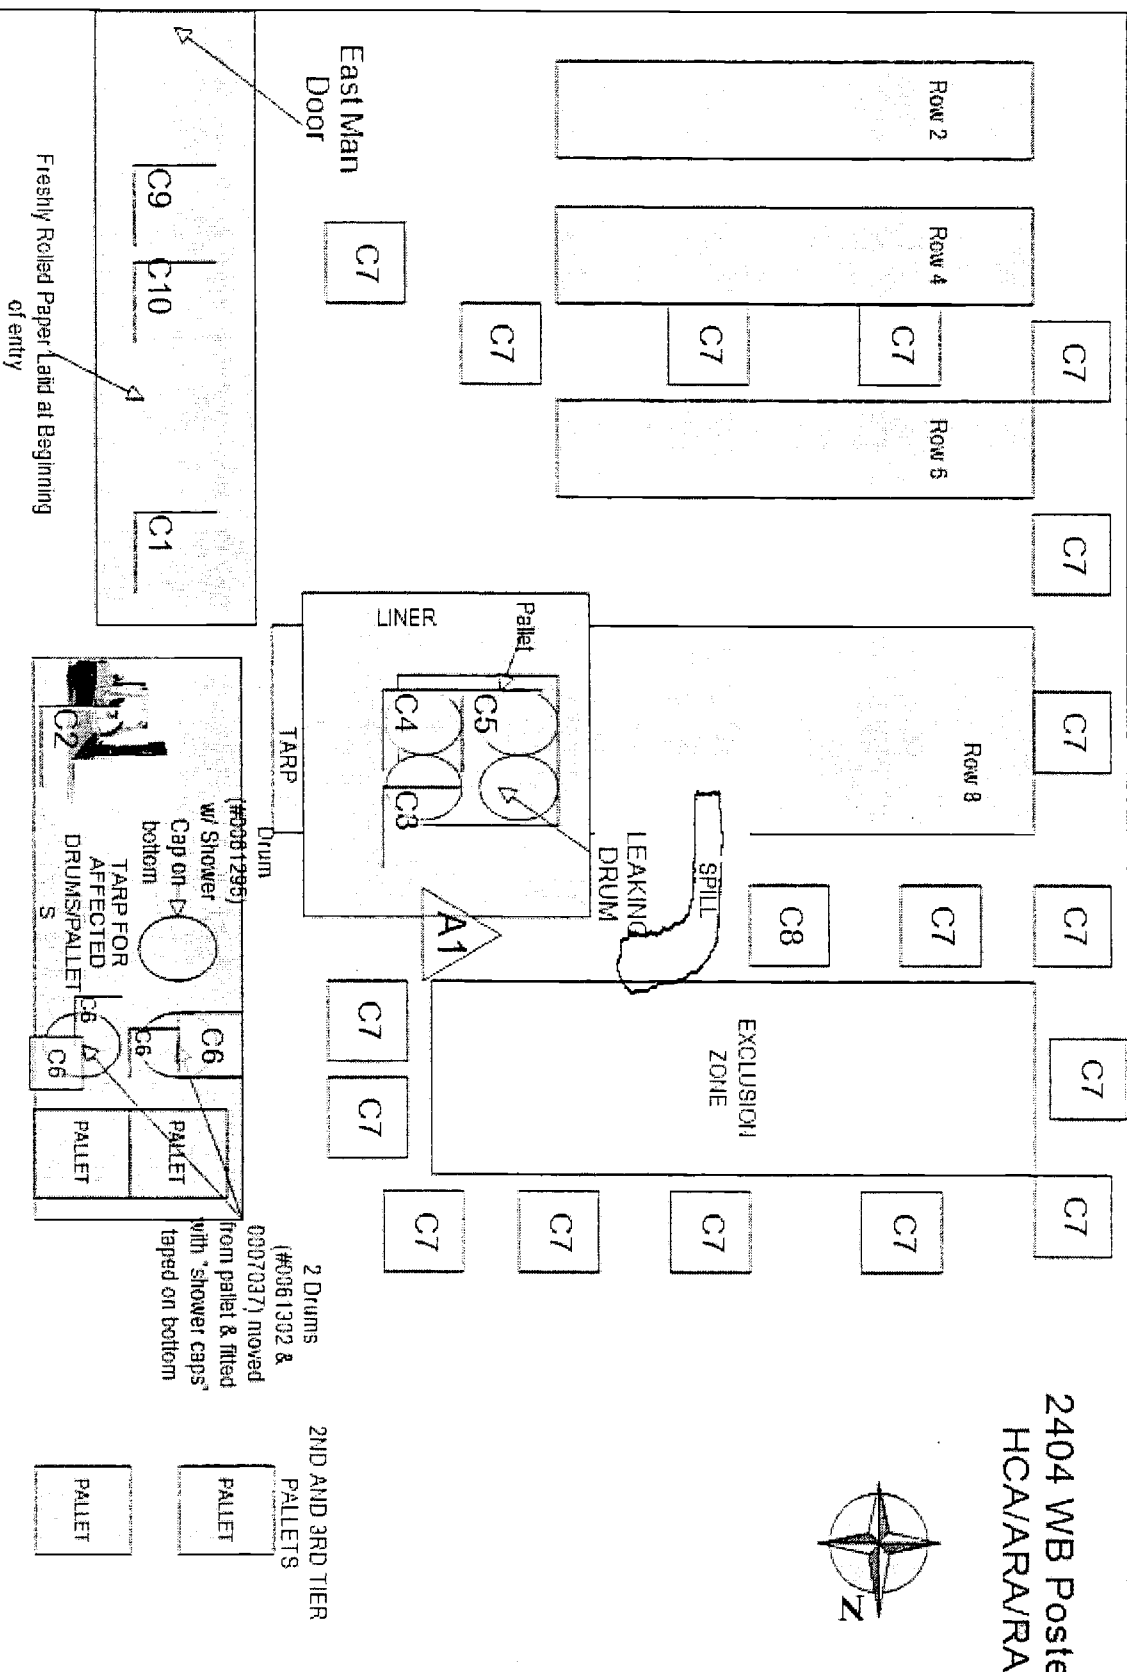 2404 WB Poste
HCA/ARA/RA
N
Row 2
Row 4
Row 6
Row 8
C7
C7
C7
C7
C7
C7
C7
C7
C7
C7
C7
C8
C7
C7
C7
C7
C7
C7
East Man
Door
C9
C10
C1
Freshly Rolled Paper Laid at Beginning
of entry
LINER
Pallet
C4
C5
C3
TARP
SPILL
LEAKING
DRUM
A1
EXCLUSION
ZONE
C2
Drum
(#0061295)
w/ Shower
Cap on
bottom
TARP FOR
AFFECTED
DRUMS/PALLET
S
C6
C6
C6
C6
PALLET
PALLET
2 Drums
(#0061302 &
0007037) moved
from pallet & fitted
with "shower caps"
taped on bottom
2ND AND 3RD TIER
PALLETS
PALLET
PALLET